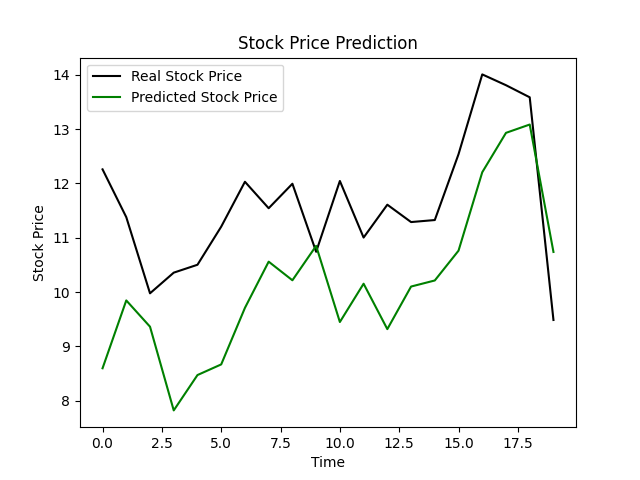 Stock Price Prediction
Real Stock Price
Predicted Stock Price
Stock Price
14
13
12
11
10
9
8
0.0 2.5 5.0 7.5 10.0 12.5 15.0 17.5
Time